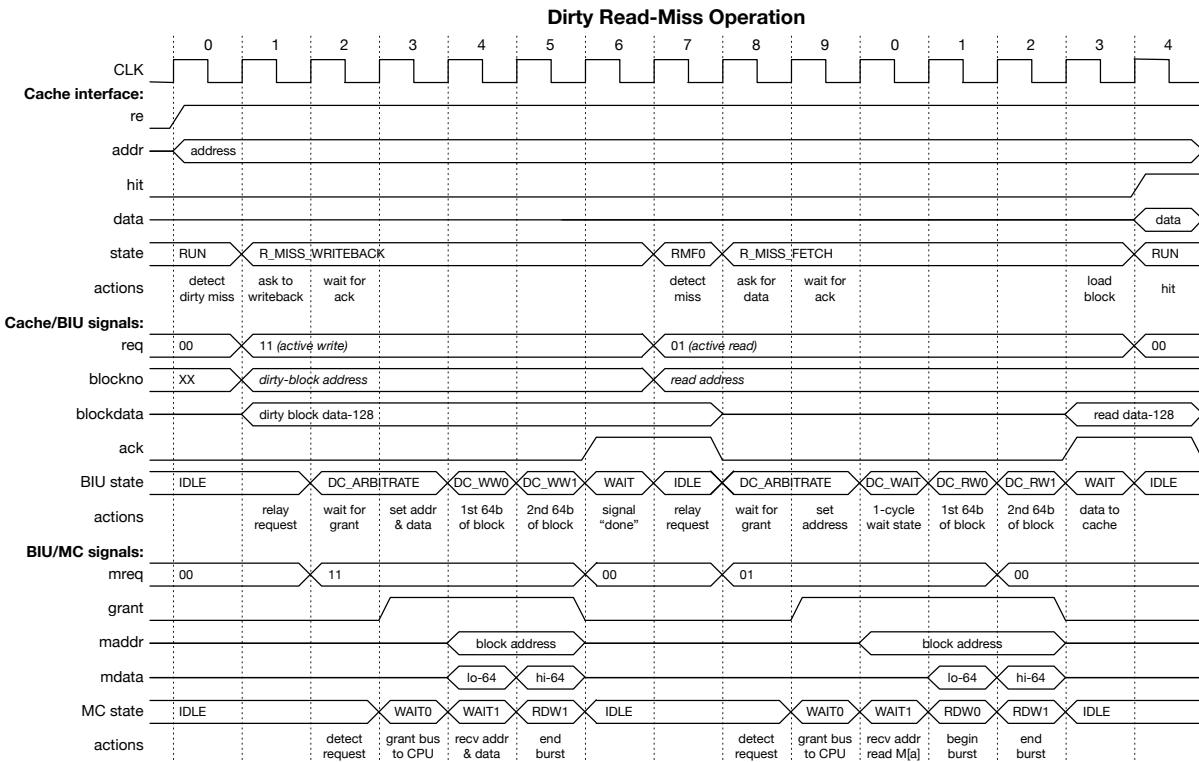 Dirty Read-Miss Operation
0 1 2 3 4 5 6 7 8 9 0 1 2 3 4
CLK
Cache interface:
re
addr address
hit
data data
state RUN R_MISS_WRITEBACK RMF0 R_MISS_FETCH RUN
actions detect ask to wait for detect ask for wait for load hit
dirty miss writeback ack miss data ack block
Cache/BIU signals:
req 00 11 (active write) 01 (active read) 00
blockno XX dirty-block address read address
blockdata dirty block data-128 read data-128
ack
BIU state IDLE DC_ARBITRATE DC_WW0 DC_WW1 WAIT IDLE DC_ARBITRATE DC_WAIT DC_RW0 DC_RW1 WAIT IDLE
actions relay wait for set addr 1st 64b 2nd 64b signal relay wait for set 1-cycle 1st 64b 2nd 64b data to
request grant & data of block of block "done" request grant address wait state of block of block cache
BIU/MC signals:
mreq 00 11 00 01 00
grant
maddr block address block address
mdata lo-64 hi-64 lo-64 hi-64
MC state IDLE WAIT0 WAIT1 RDW1 IDLE WAIT0 WAIT1 RDW0 RDW1 IDLE
actions detect grant bus recv addr end detect grant bus recv addr begin end
request to CPU & data burst request to CPU read M[a] burst burst